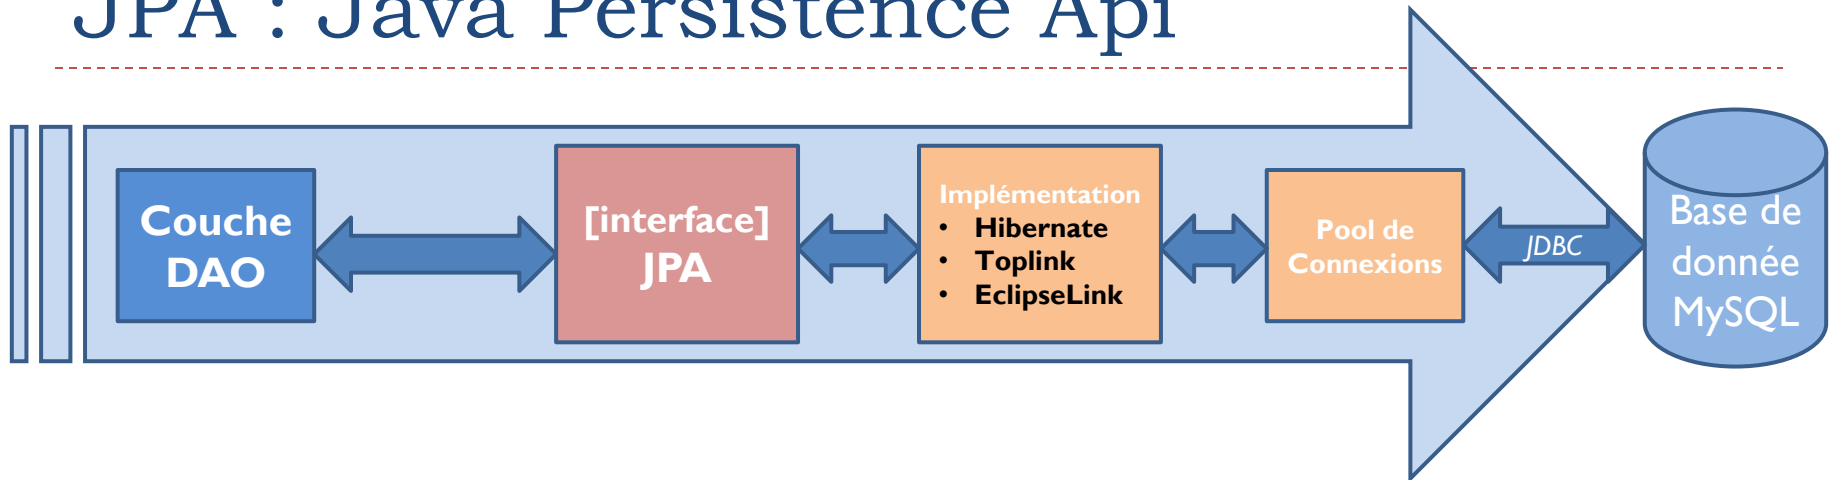 JPA : Java Persistence Api
Couche
DAO
[interface]
JPA
Implémentation
• Hibernate
• Toplink
• EclipseLink
Pool de
Connexions
JDBC
Base de
donnée
MySQL